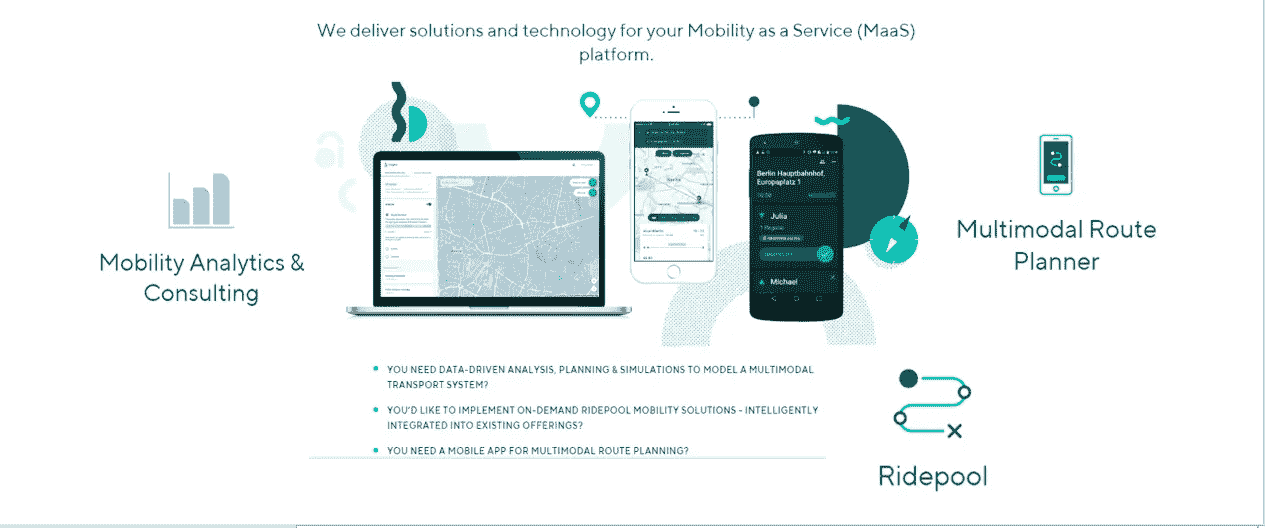 We deliver solutions and technology for your Mobility as a Service (MaaS)
platform.
Mobility Analytics &
Consulting
Berlin Hauptbahnhof,
Europaplatz 1
Julia
Michael
Multimodal Route
Planner
YOU NEED DATA-DRIVEN ANALYSIS, PLANNING & SIMULATIONS TO MODEL A MULTIMODAL
TRANSPORT SYSTEM?
YOU'D LIKE TO IMPLEMENT ON-DEMAND RIDEPOOL MOBILITY SOLUTIONS – INTELLIGENTLY
INTEGRATED INTO EXISTING OFFERINGS?
YOU NEED A MOBILE APP FOR MULTIMODAL ROUTE PLANNING?
Ridepool